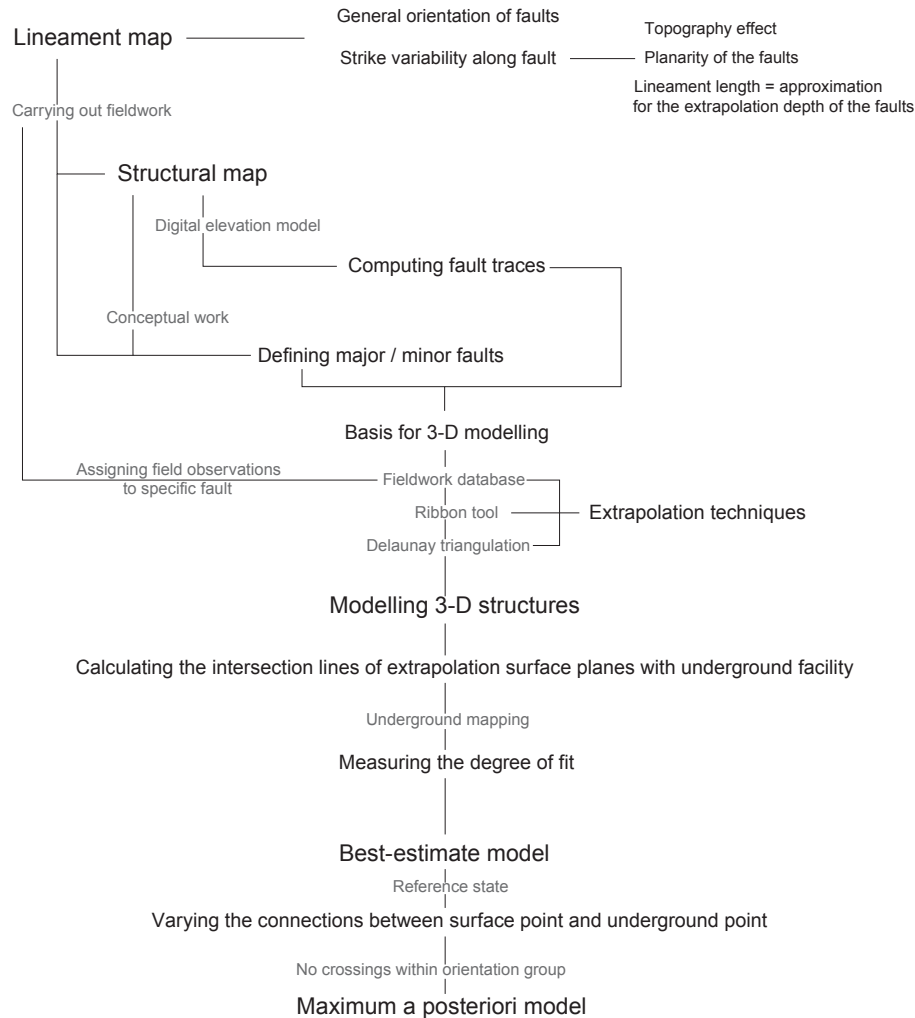 General orientation of faults
Lineament map
Strike variability along fault
Topography effect
Planarity of the faults
Lineament length = approximation
for the extrapolation depth of the faults
Carrying out fieldwork
Structural map
Digital elevation model
Computing fault traces
Conceptual work
Defining major / minor faults
Basis for 3-D modelling
Assigning field observations
to specific fault
Fieldwork database
Ribbon tool
Extrapolation techniques
Delaunay triangulation
Modelling 3-D structures
Calculating the intersection lines of extrapolation surface planes with underground facility
Underground mapping
Measuring the degree of fit
Best-estimate model
Reference state
Varying the connections between surface point and underground point
No crossings within orientation group
Maximum a posteriori model